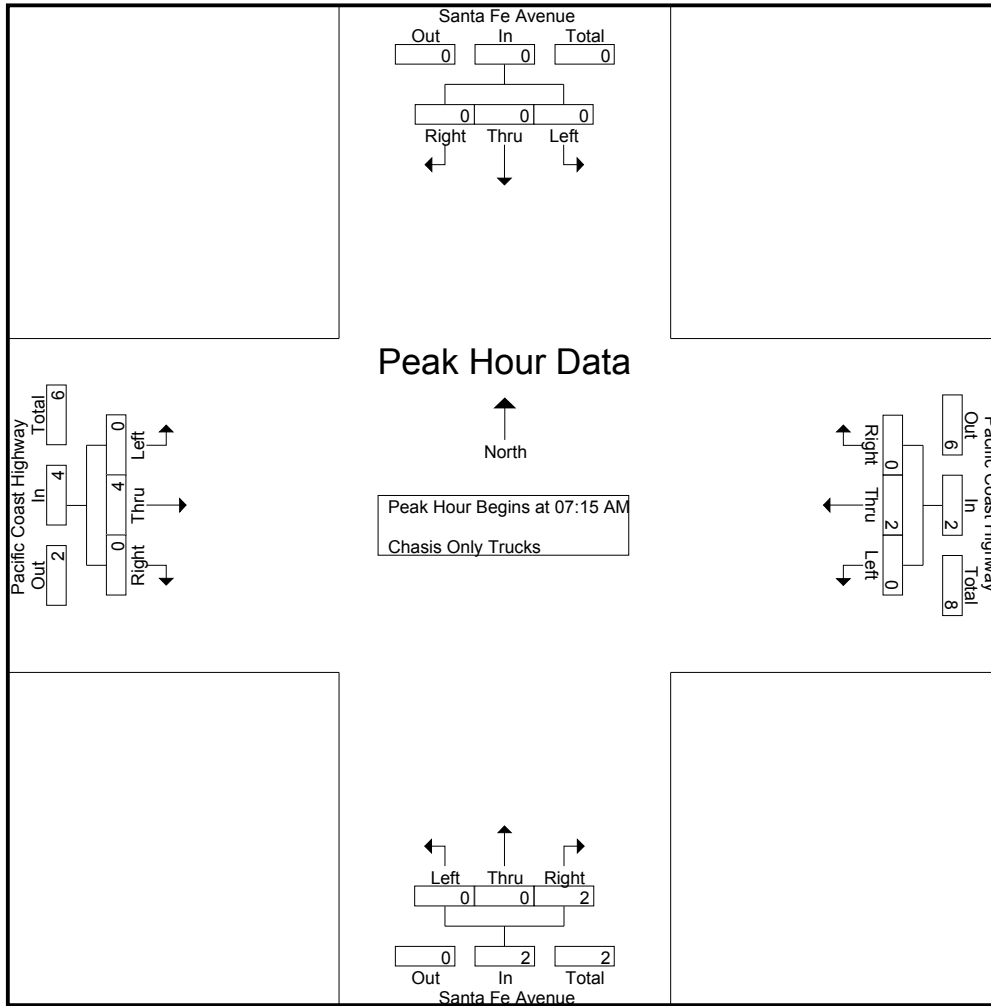 Santa Fe Avenue
Out In Total
0 0 0
0 0 0
Right Thru Left
Peak Hour Data
North
Peak Hour Begins at 07:15 AM
Chasis Only Trucks
Pacific Coast Highway
Out In Total
2 4 6
Left Thru Right
0 4 0
Pacific Coast Highway
Out In Total
6 2 8
Right Thru Left
0 2 0
Left Thru Right
0 0 2
0 2 2
Out In Total
Santa Fe Avenue